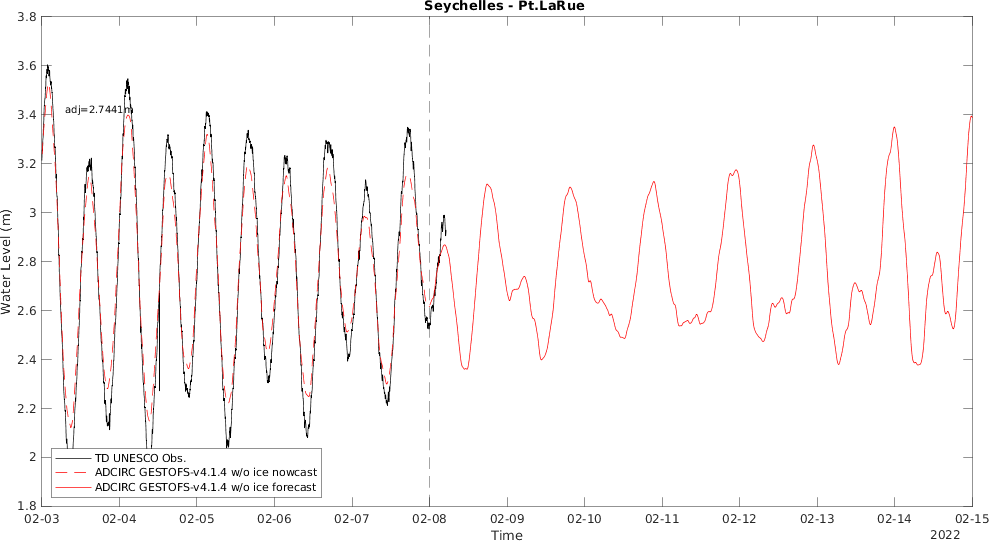 Seychelles - Pt.LaRue
3.8
3.6
adj=2.7441m
3.4
3.2
3
2.8
2.6
2.4
2.2
2
1.8
Water Level (m)
TD UNESCO Obs.
ADCIRC GESTOFS-v4.1.4 w/o ice nowcast
ADCIRC GESTOFS-v4.1.4 w/o ice forecast
02-03 02-04 02-05 02-06 02-07 02-08 02-09 02-10 02-11 02-12 02-13 02-14 02-15
Time
2022